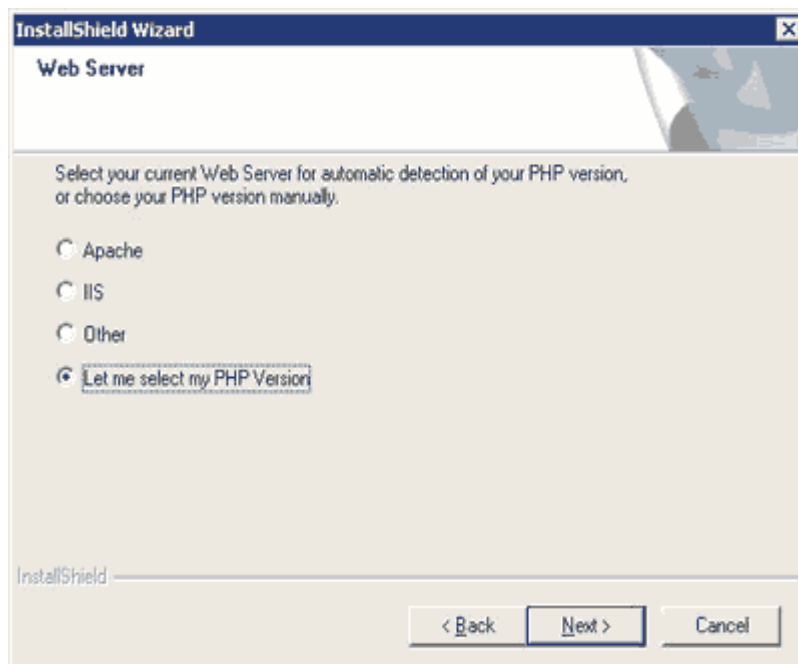 InstallShield Wizard
Web Server
Select your current Web Server for automatic detection of your PHP version,
or choose your PHP version manually.
Apache
IIS
Other
Let me select my PHP Version
InstallShield
< Back
Next >
Cancel